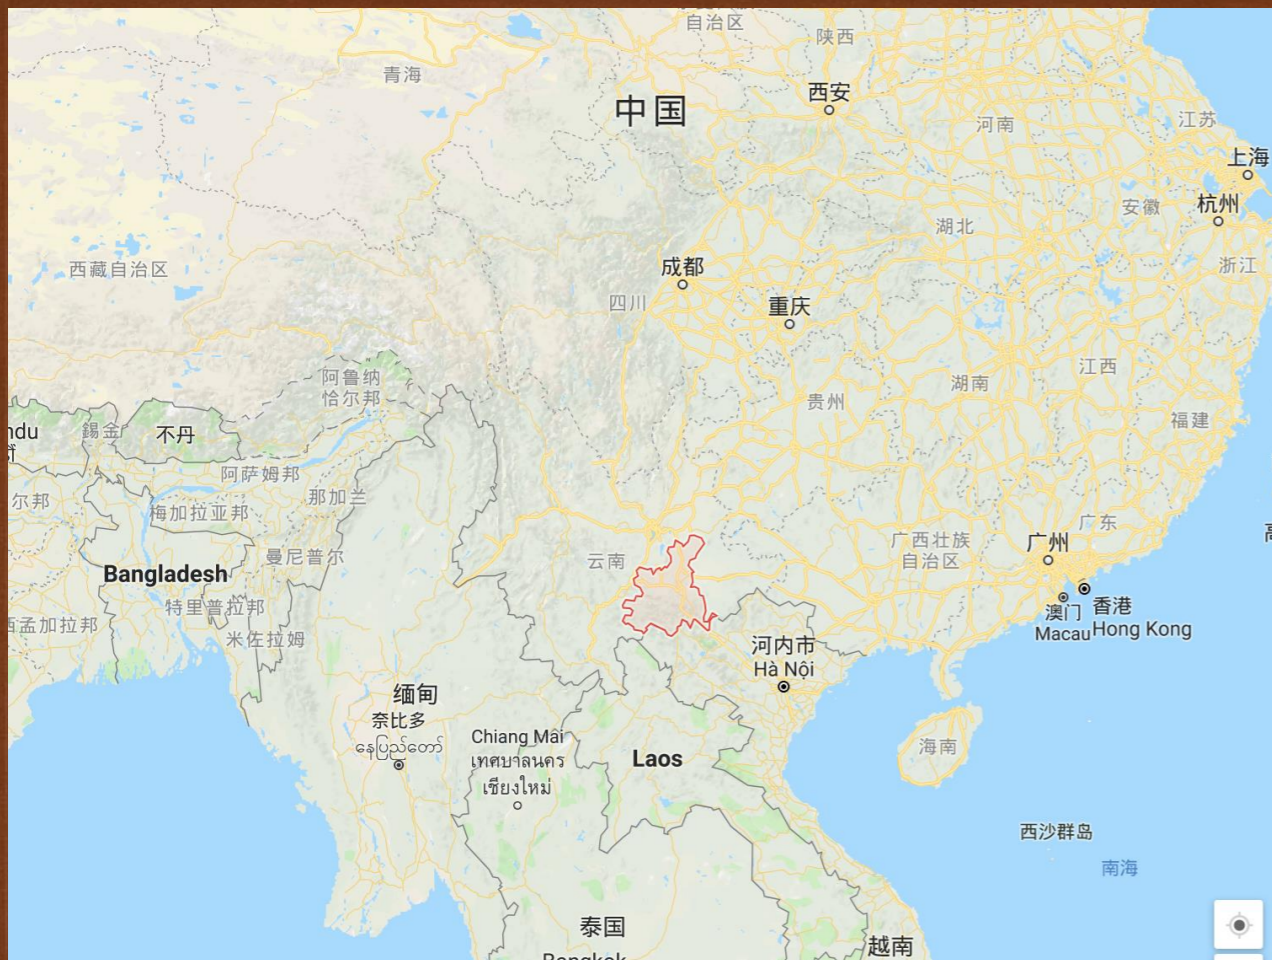 自治区
陕西
青海
西安
中国
河南
江苏
上海
安徽
杭州
湖北
浙江
西藏自治区
成都
四川
重庆
江西
阿鲁纳
恰尔邦
湖南
贵州
福建
ndu
錫金
不丹
阿萨姆邦
尔邦
那加兰
梅加拉亚邦
广东
广西壮族
自治区
广州
曼尼普尔
云南
Bangladesh
特里普拉邦
澳门
Macau
香港
Hong Kong
西孟加拉邦
米佐拉姆
河内市
Hà Nội
缅甸
奈比多
နေပြည်တော်
Chiang Mai
เทศบาลนคร
เชียงใหม่
Laos
海南
西沙群岛
南海
泰国
Bangkok
越南